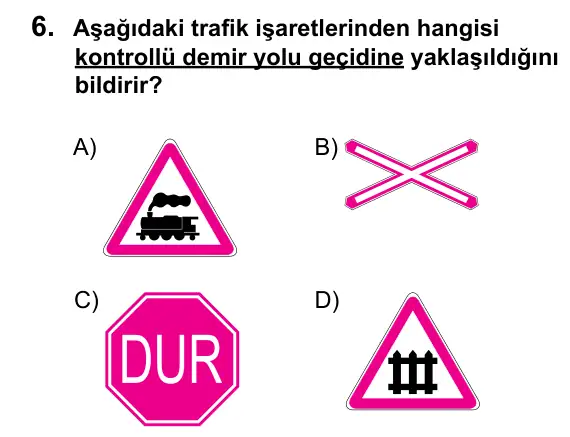 6. Aşağıdaki trafik işaretlerinden hangisi
kontrollü demir yolu geçidine yaklaşıldığını
bildirir?
A)
B)
C)
DUR
D)